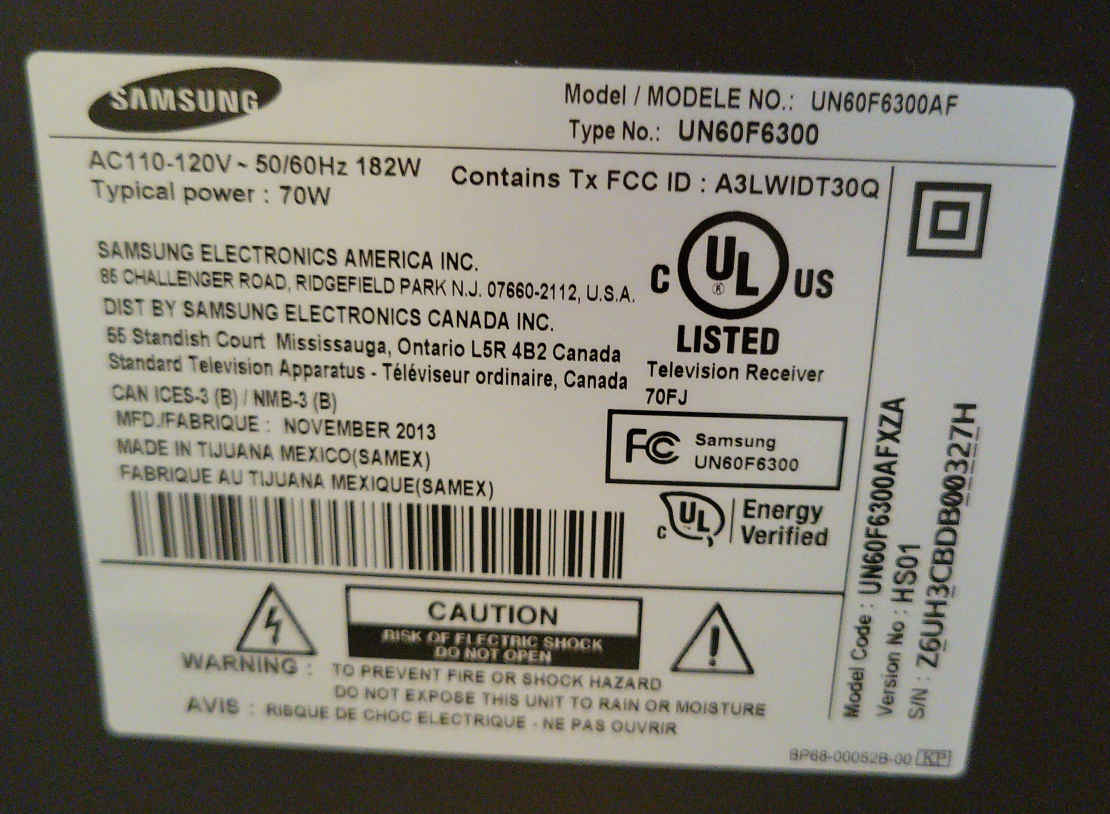 SAMSUNG
Model / MODELE NO.: UN60F6300AF
Type No.: UN60F6300
AC110-120V ~ 50/60Hz 182W
Typical power : 70W
Contains Tx FCC ID : A3LWIDT30Q
SAMSUNG ELECTRONICS AMERICA INC.
85 CHALLENGER ROAD, RIDGEFIELD PARK N.J. 07660-2112, U.S.A.
DIST BY SAMSUNG ELECTRONICS CANADA INC.
55 Standish Court Mississauga, Ontario L5R 4B2 Canada
Standard Television Apparatus - Téléviseur ordinaire, Canada
CAN ICES-3 (B) / NMB-3 (B)
MFD./FABRIQUE : NOVEMBER 2013
MADE IN TIJUANA MEXICO(SAMEX)
FABRIQUE AU TIJUANA MEXIQUE(SAMEX)
C UL ® US
LISTED
Television Receiver
70FJ
FC Samsung
UN60F6300
C UL Energy
Verified
CAUTION
RISK OF ELECTRIC SHOCK
DO NOT OPEN
WARNING : TO PREVENT FIRE OR SHOCK HAZARD
DO NOT EXPOSE THIS UNIT TO RAIN OR MOISTURE
AVIS : RISQUE DE CHOC ELECTRIQUE - NE PAS OUVRIR
Model Code : UN60F6300AFXZA
Version No : HS01
S/N : Z6UH3CBDB00327H
BP68-00052B-00 KP